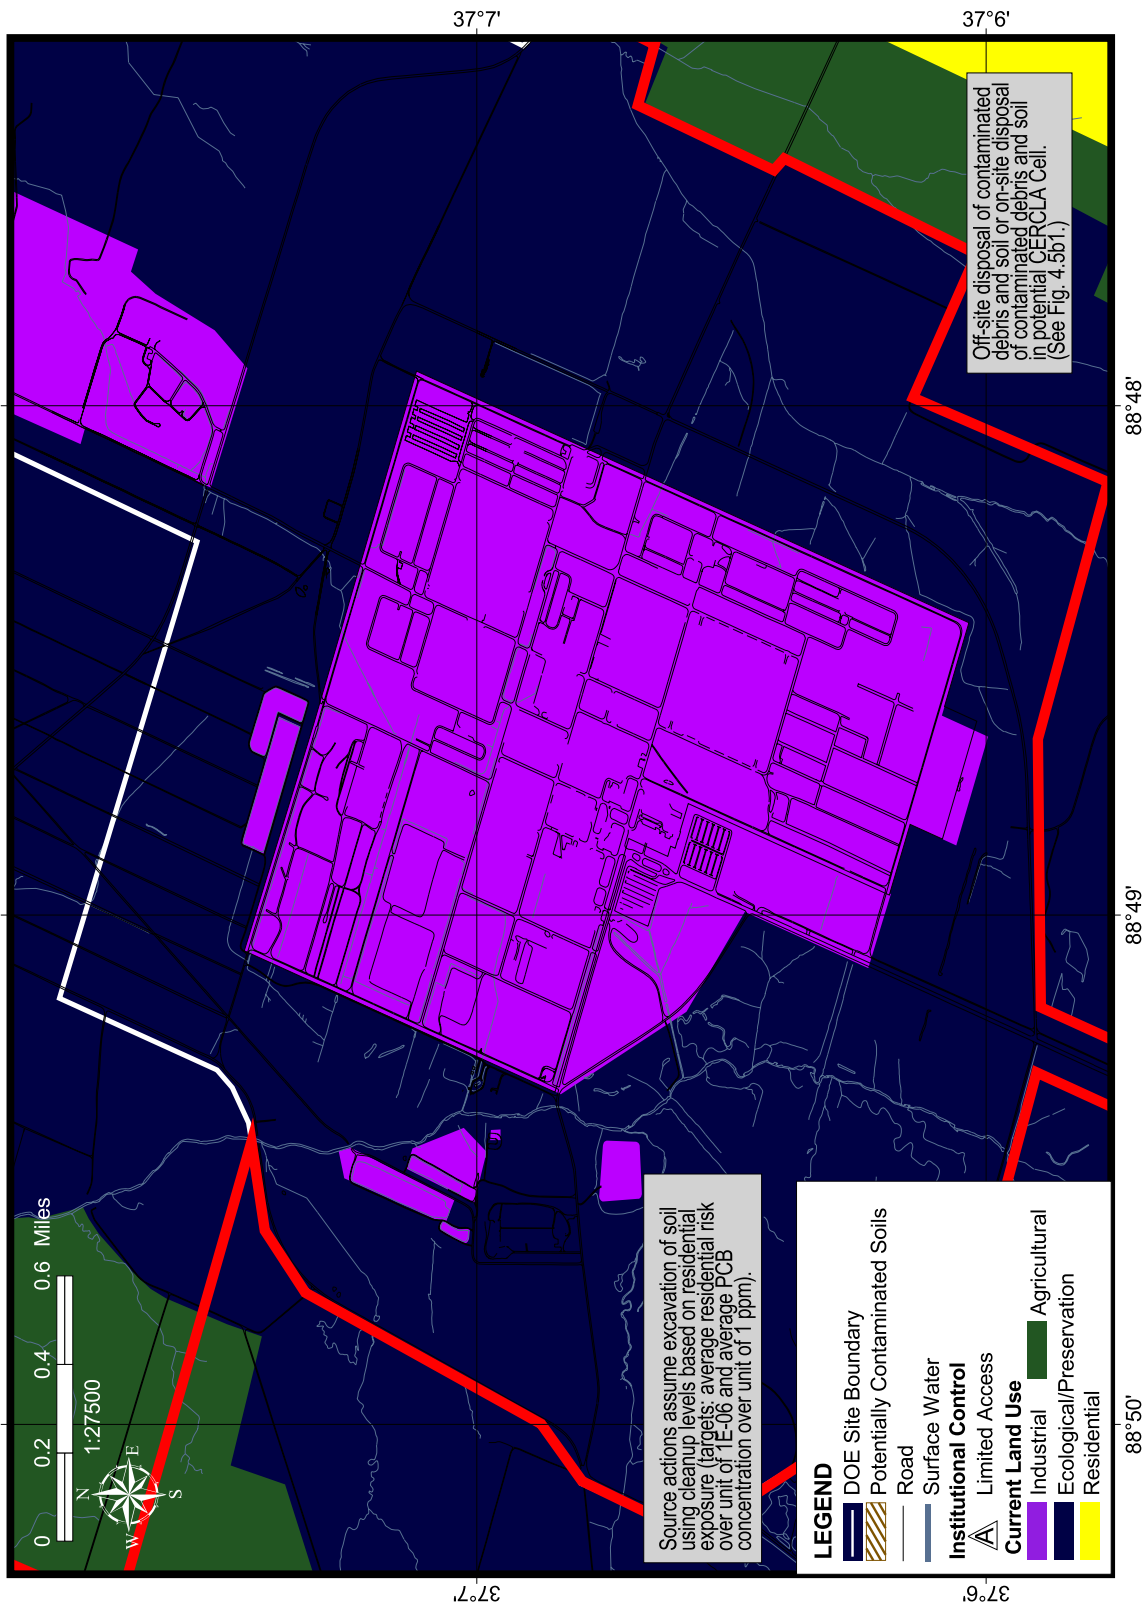 37°7'
37°6'
Off-site disposal of contaminated
debris and soil or on-site disposal
of contaminated debris and soil
in potential CERCLA Cell.
(See Fig. 4.5b1.)
88°48'
88°49'
88°50'
0 0.2 0.4 0.6 Miles
1:27500
N
E
S
W
Source actions assume excavation of soil
using cleanup levels based on residential
exposure (targets: average residential risk
over unit of 1E-06 and average PCB
concentration over unit of 1 ppm).
LEGEND
DOE Site Boundary
Potentially Contaminated Soils
Road
Surface Water
Institutional Control
A Limited Access
Current Land Use
Industrial
Agricultural
Ecological/Preservation
Residential
37°7'
37°6'